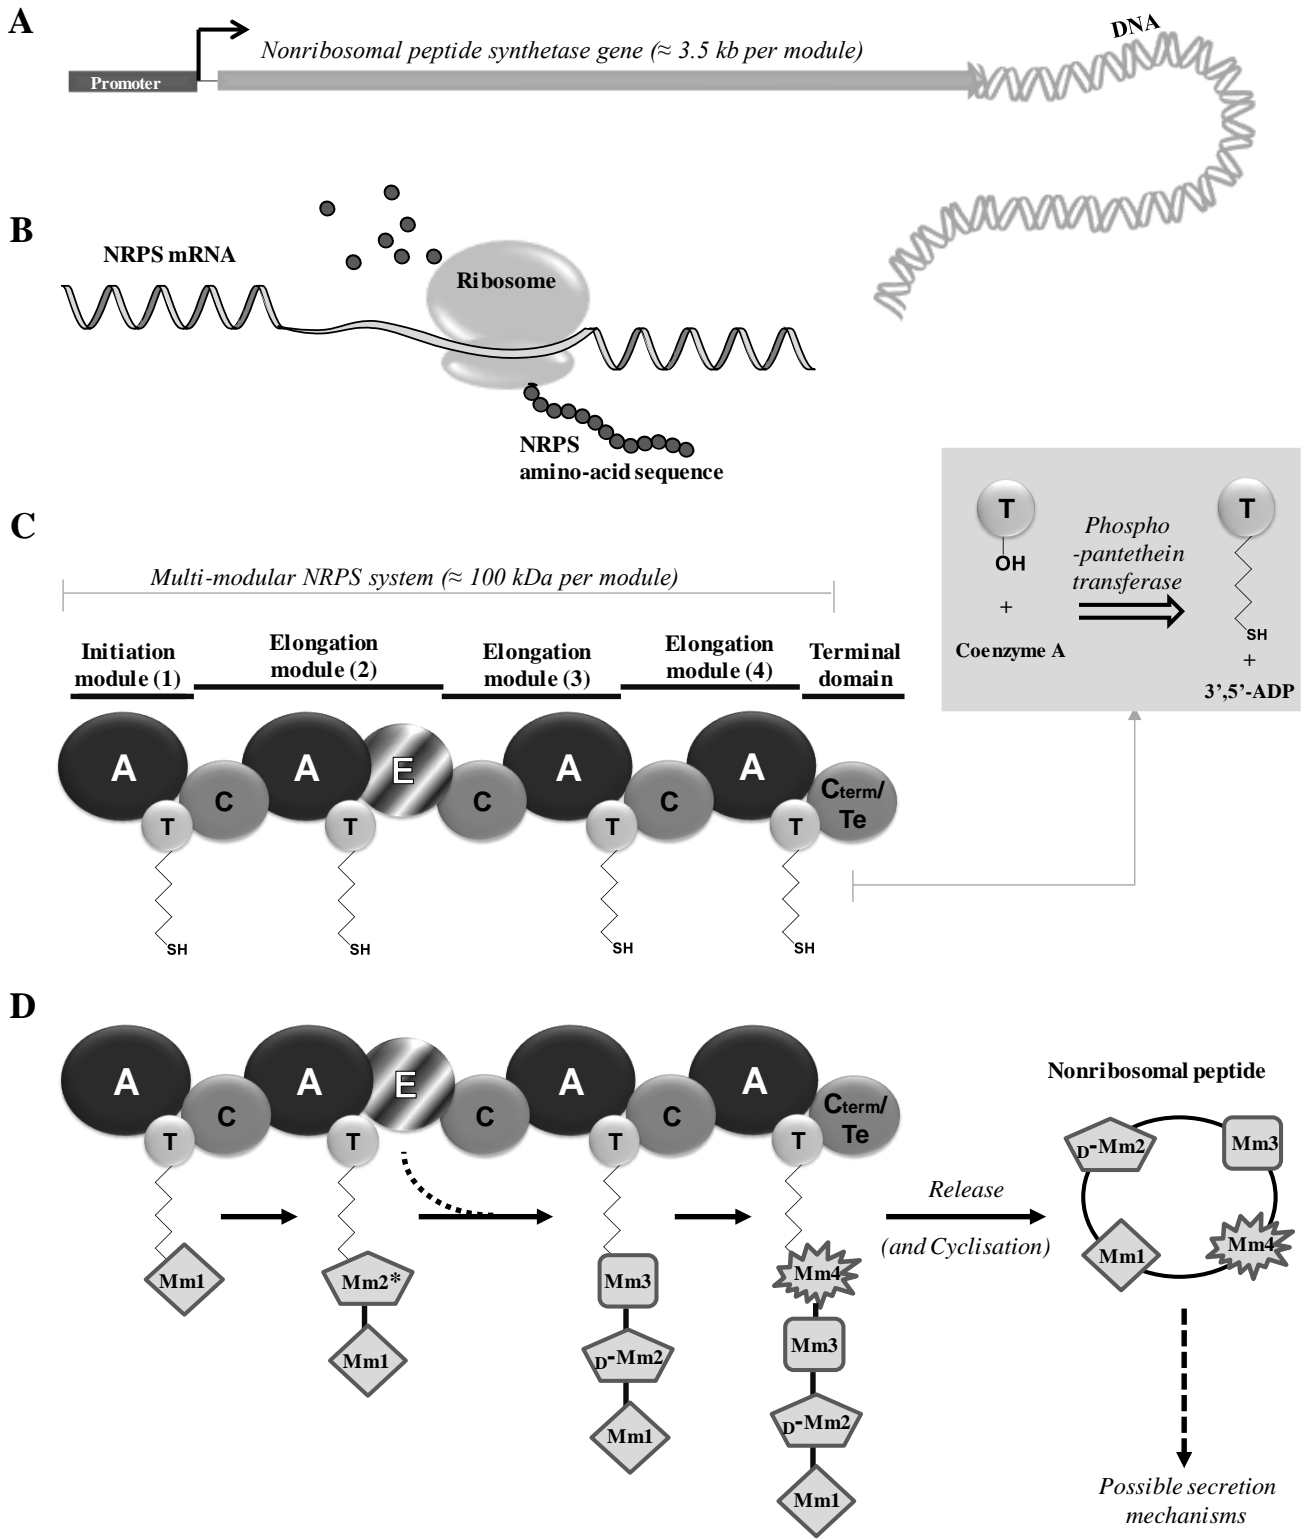 A
DNA
Nonribosomal peptide synthetase gene (≈ 3.5 kb per module)
Promoter
B
NRPS mRNA
Ribosome
NRPS
amino-acid sequence
C
Multi-modular NRPS system (≈ 100 kDa per module)
Initiation
module (1)
Elongation
module (2)
Elongation
module (3)
Elongation
module (4)
Terminal
domain
A
T
C
A
T
E
C
A
T
C
A
T
Cterm/
Te
SH
SH
SH
SH
T
OH
+
Coenzyme A
Phospho
-pantethein
transferase
T
SH
+
3’,5’-ADP
D
A
T
C
A
T
E
C
A
T
C
A
T
Cterm/
Te
Mm1
Mm2*
Mm1
Mm3
D-Mm2
Mm1
Mm4
Mm3
D-Mm2
Mm1
Release
(and Cyclisation)
Nonribosomal peptide
D-Mm2
Mm3
Mm1
Mm4
Possible secretion
mechanisms